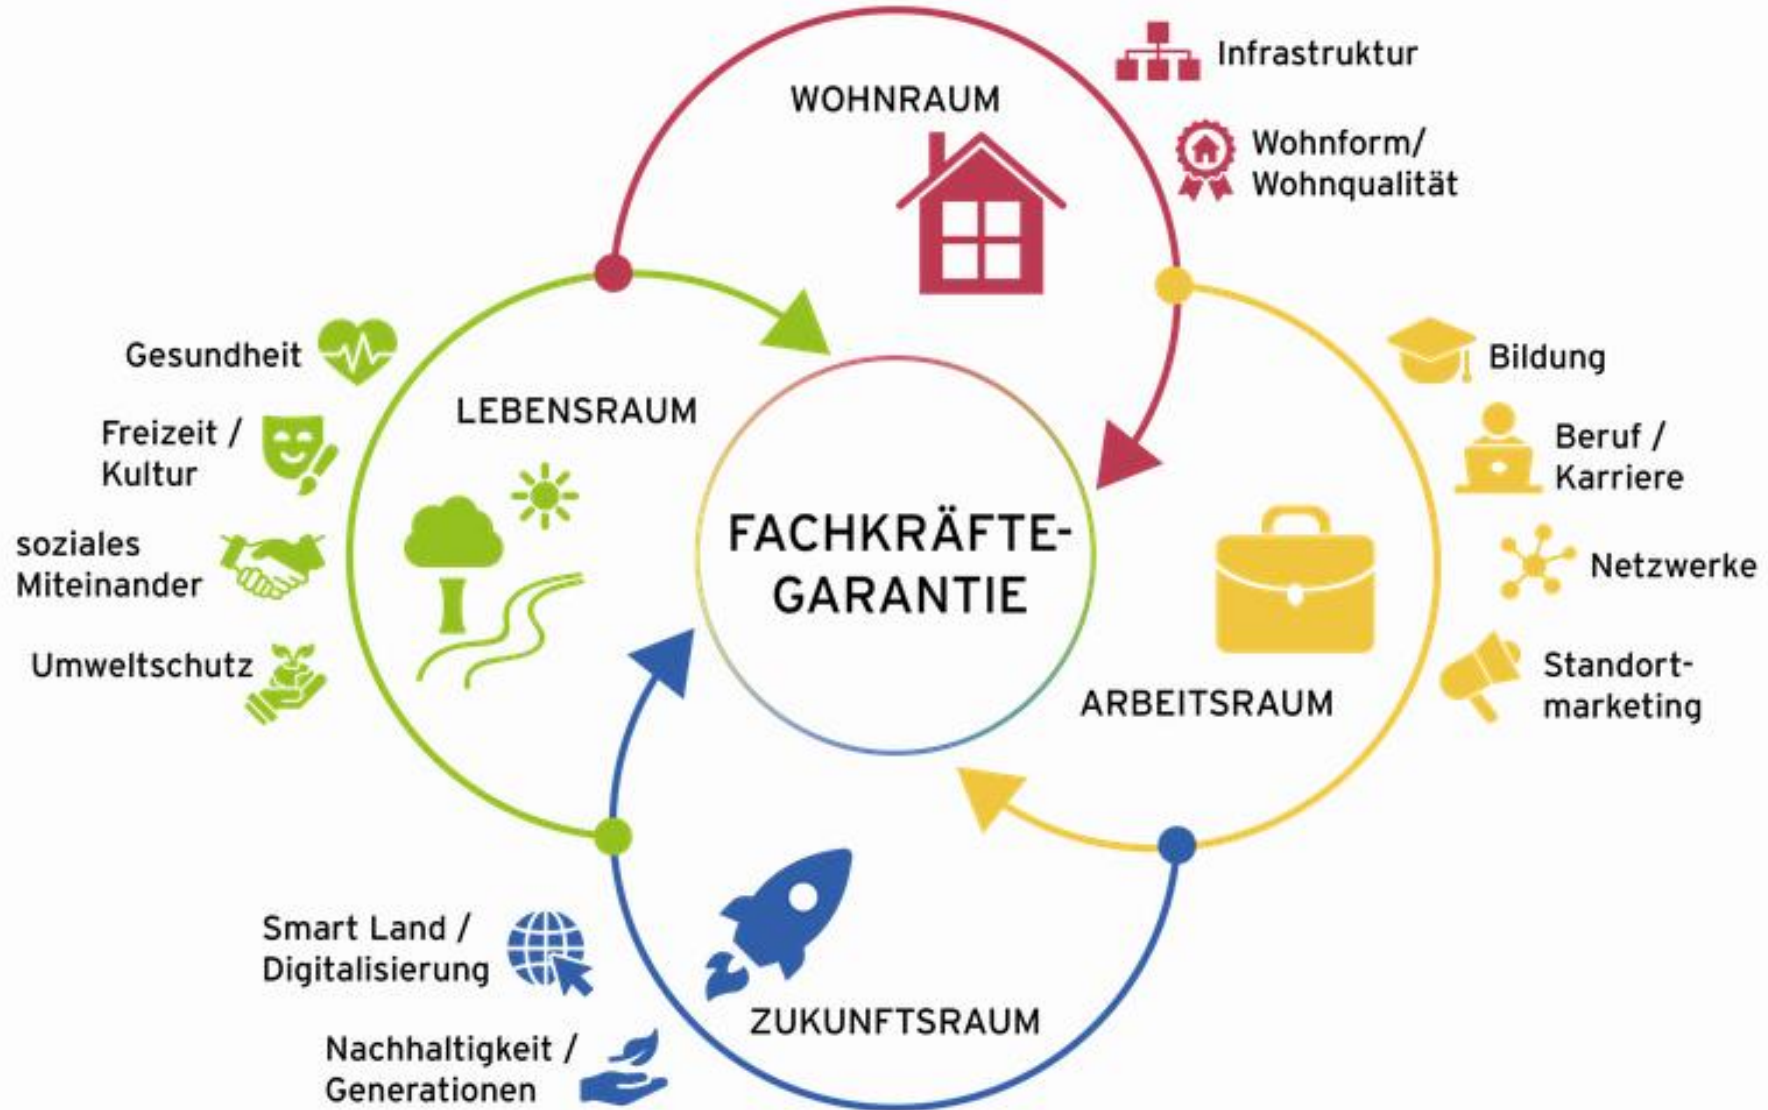 WOHNRAUM
Infrastruktur
Wohnform/
Wohnqualität
LEBENSRAUM
Gesundheit
Freizeit /
Kultur
soziales
Miteinander
Umweltschutz
FACHKRÄFTE-
GARANTIE
Bildung
Beruf /
Karriere
Netzwerke
Standort-
marketing
ARBEITSRAUM
Smart Land /
Digitalisierung
Nachhaltigkeit /
Generationen
ZUKUNFTSRAUM